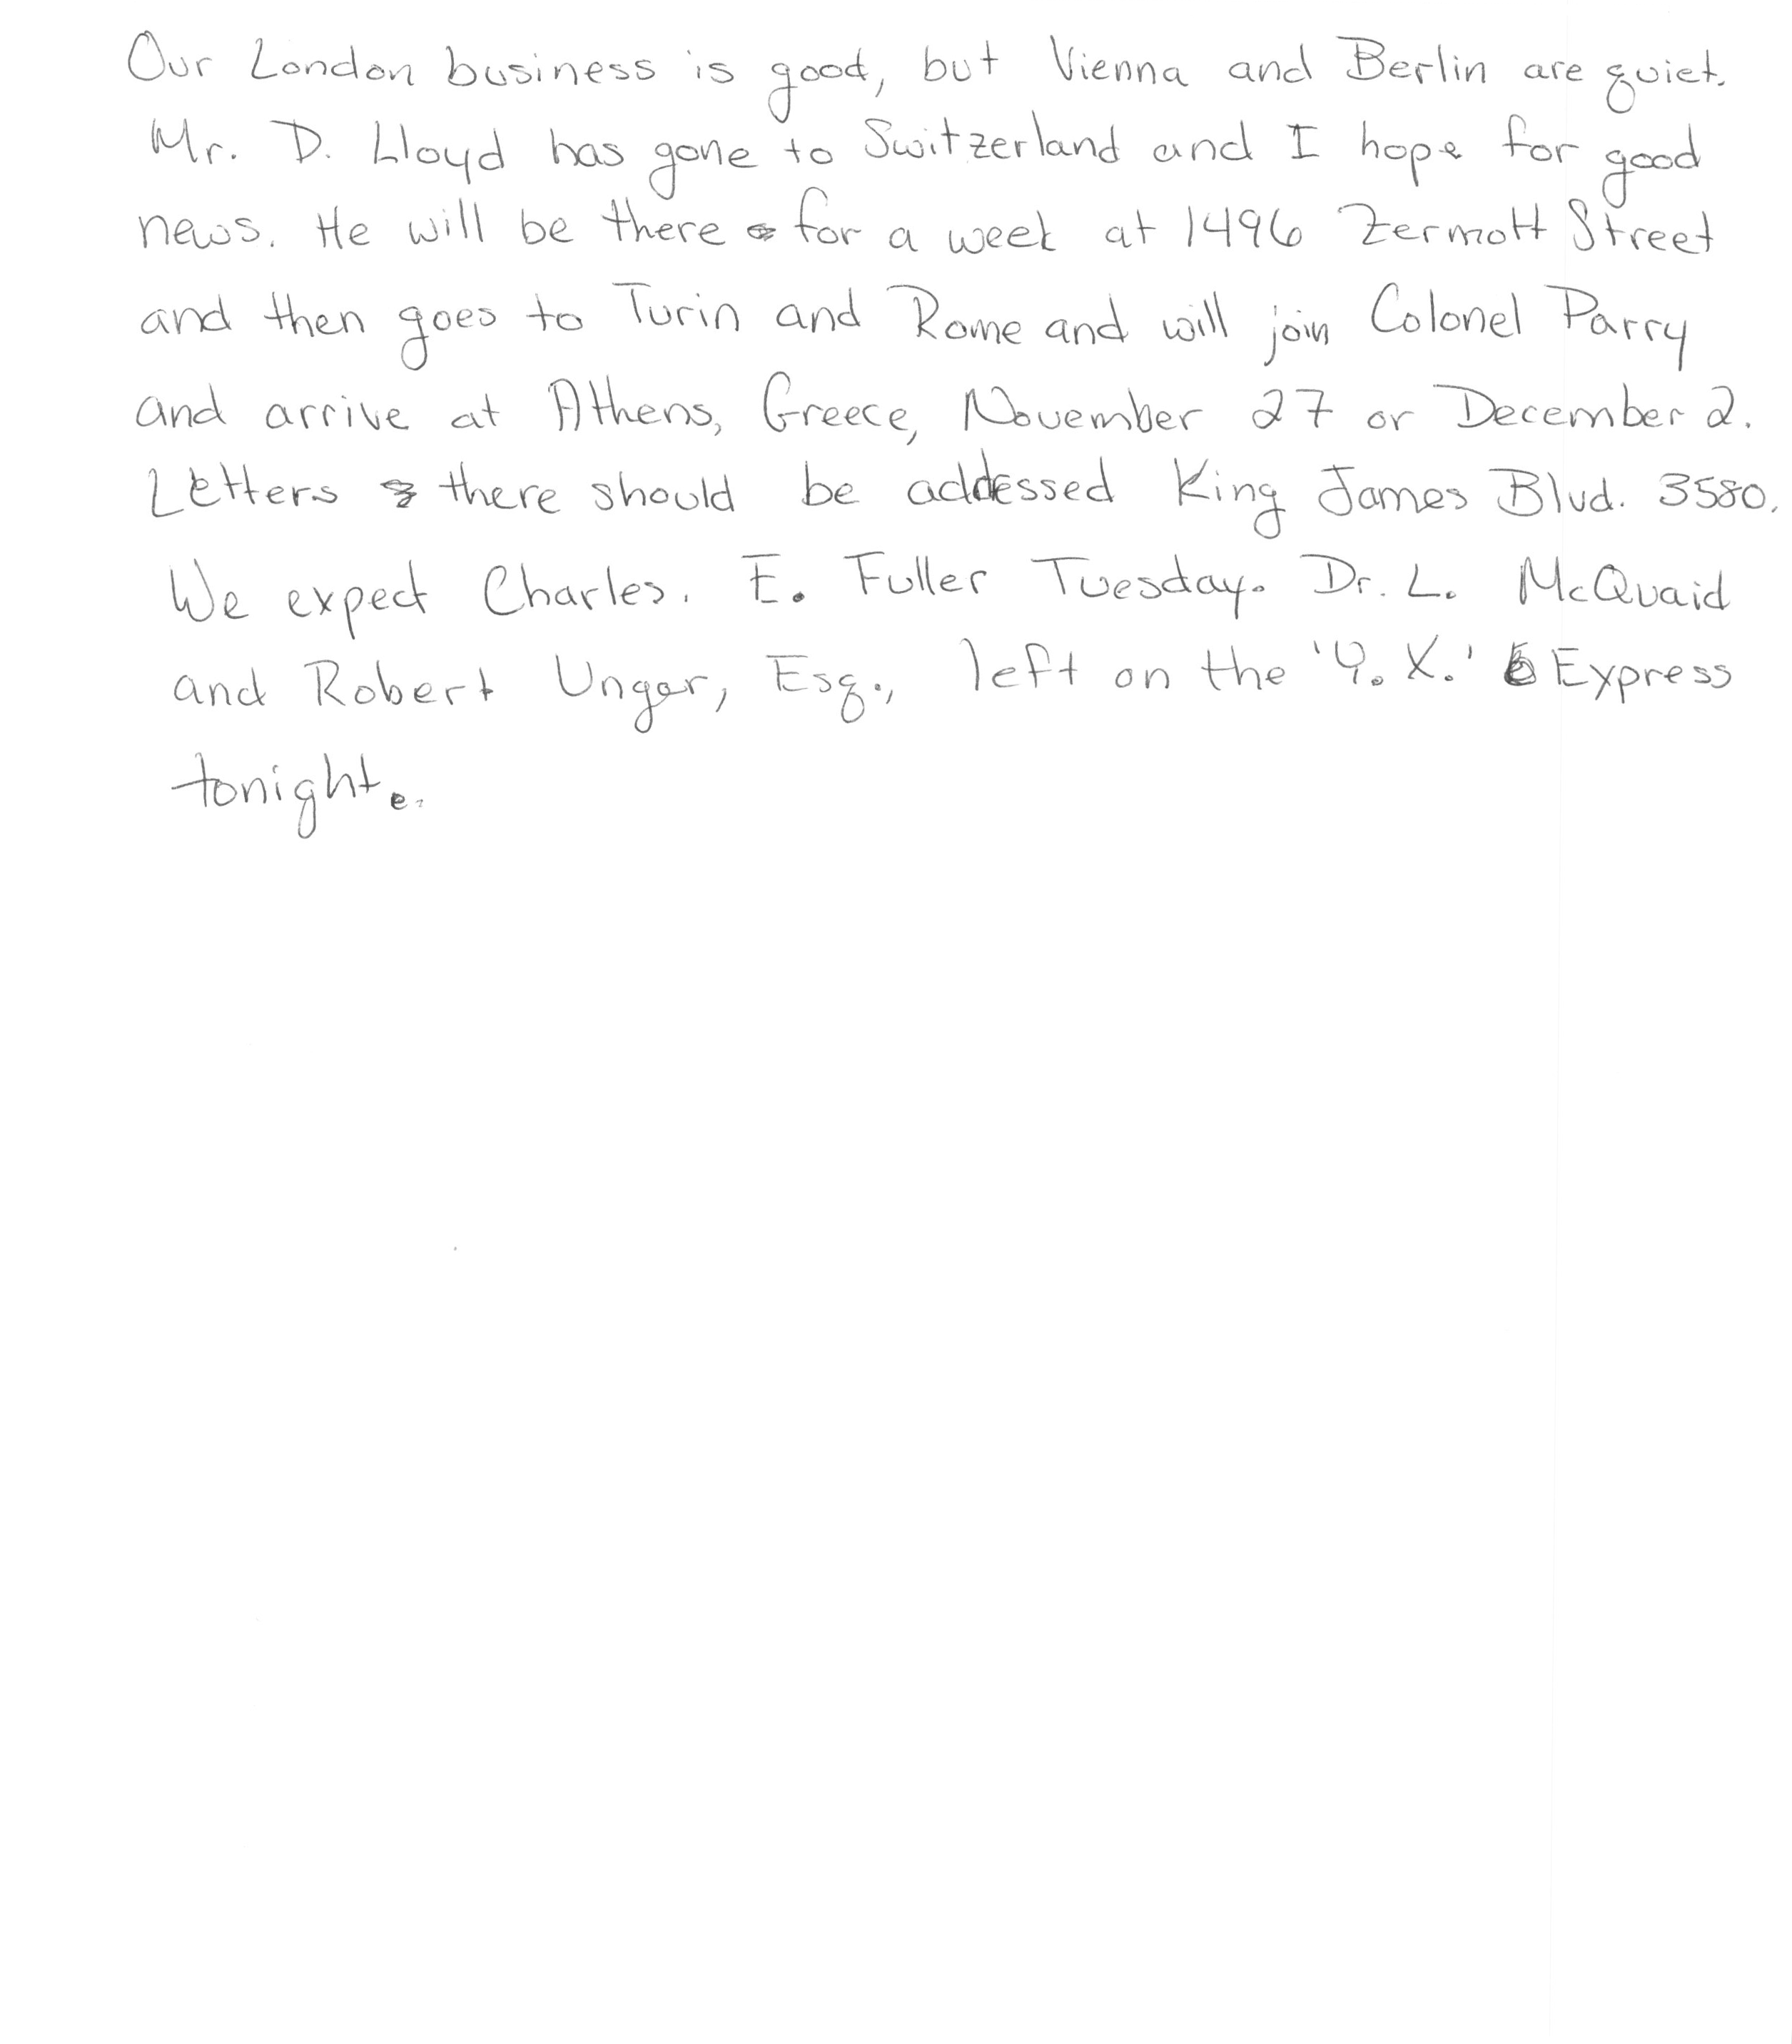 Our London business is good, but Vienna and Berlin are quiet.
Mr. D. Lloyd has gone to Switzerland and I hope for good
news. He will be there for a week at 1496 Zermott Street
and then goes to Turin and Rome and will join Colonel Parry
and arrive at Athens, Greece, November 27 or December 2.
Letters there should be addessed King James Blvd. 3580.
We expect Charles. E. Fuller Tuesday. Dr. L. McQuaid
and Robert Unger, Esq., left on the 'Y. X.' Express
tonight.